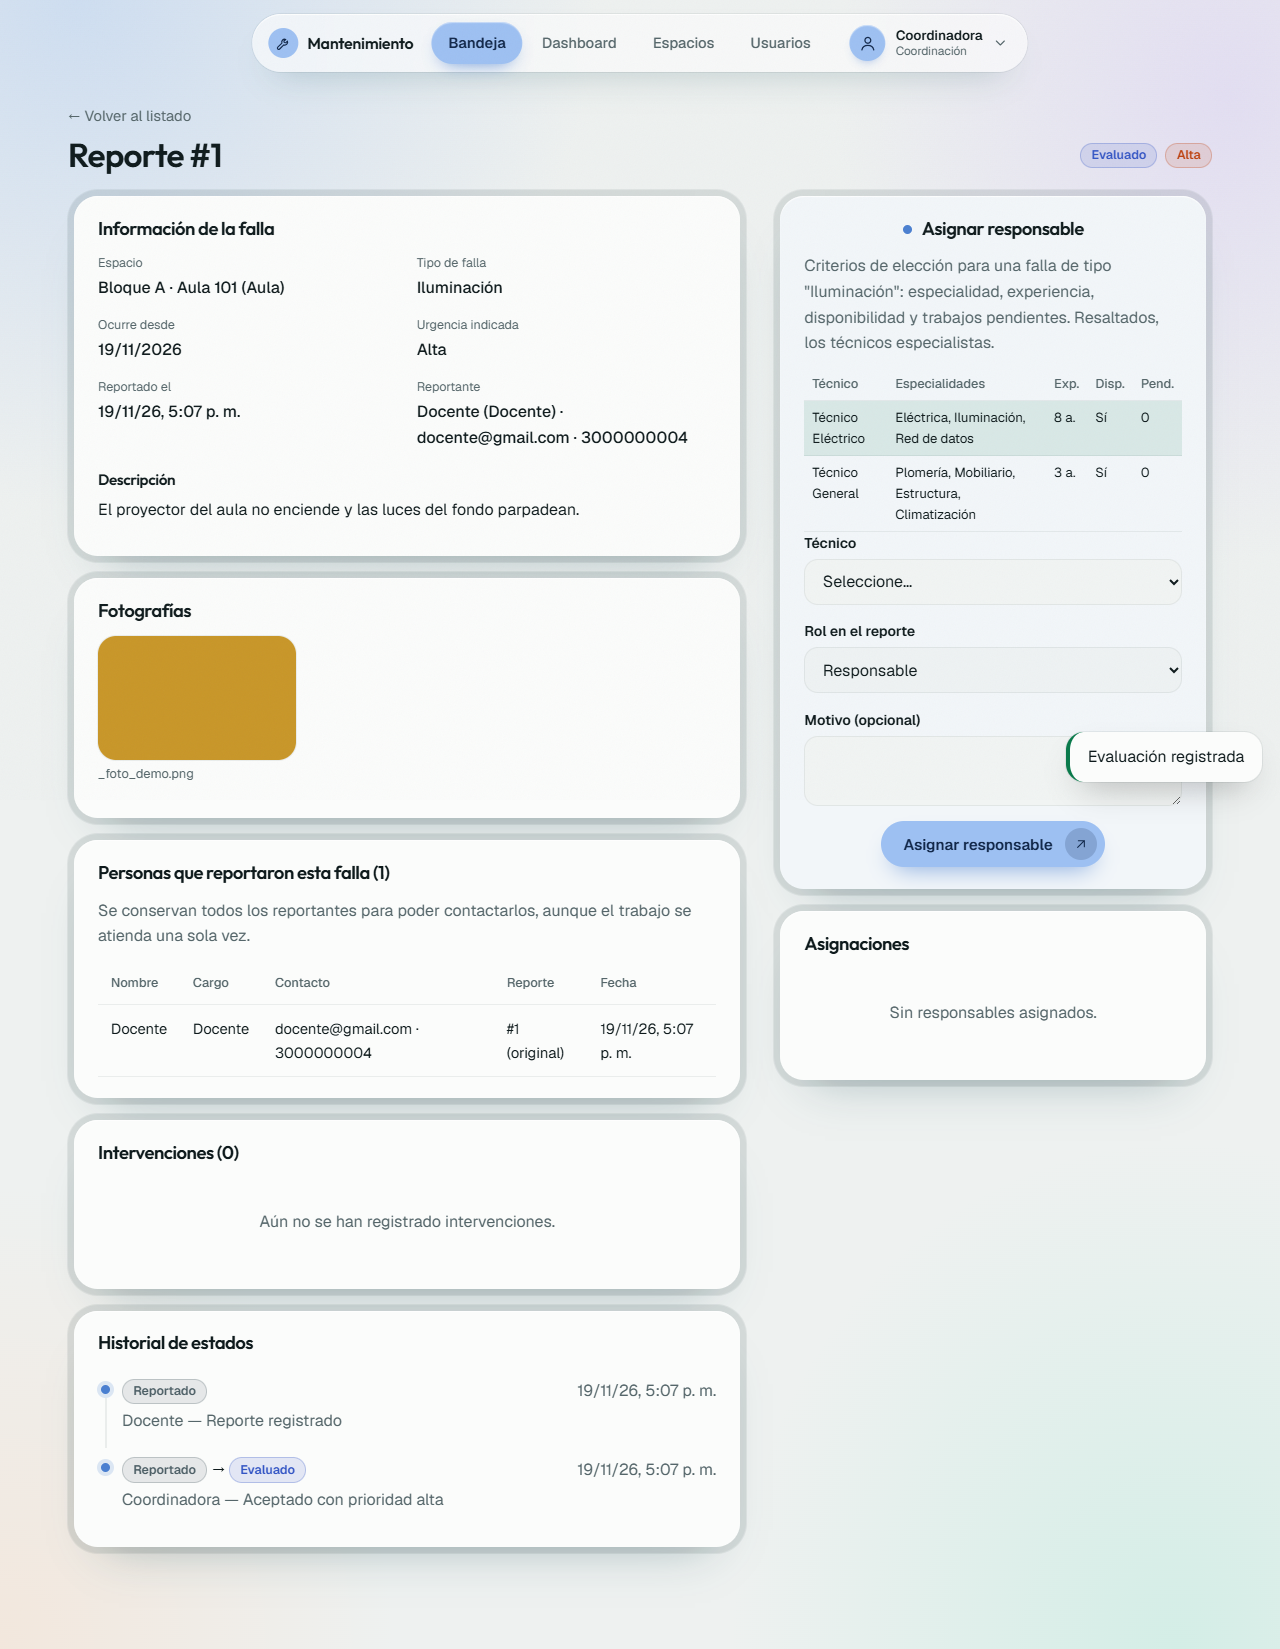 Mantenimiento
Bandeja
Dashboard
Espacios
Usuarios
Coordinadora
Coordinación
← Volver al listado
Reporte #1
Evaluado
Alta
Información de la falla
Espacio
Bloque A · Aula 101 (Aula)
Tipo de falla
Iluminación
Ocurre desde
19/11/2026
Urgencia indicada
Alta
Reportado el
19/11/26, 5:07 p. m.
Reportante
Docente (Docente) ·
docente@gmail.com · 3000000004
Descripción
El proyector del aula no enciende y las luces del fondo parpadean.
Fotografías
_foto_demo.png
Personas que reportaron esta falla (1)
Se conservan todos los reportantes para poder contactarlos, aunque el trabajo se
atienda una sola vez.
Nombre Cargo Contacto Reporte Fecha
Docente Docente docente@gmail.com · #1 19/11/26, 5:07
3000000004 (original) p. m.
Intervenciones (0)
Aún no se han registrado intervenciones.
Historial de estados
Reportado 19/11/26, 5:07 p. m.
Docente — Reporte registrado
Reportado → Evaluado 19/11/26, 5:07 p. m.
Coordinadora — Aceptado con prioridad alta
Asignar responsable
Criterios de elección para una falla de tipo
"Iluminación": especialidad, experiencia,
disponibilidad y trabajos pendientes. Resaltados,
los técnicos especialistas.
Técnico Especialidades Exp. Disp. Pend.
Técnico Eléctrica, Iluminación, 8 a. Sí 0
Eléctrico Red de datos
Técnico Plomería, Mobiliario, 3 a. Sí 0
General Estructura,
Climatización
Técnico
Seleccione...
Rol en el reporte
Responsable
Motivo (opcional)
Evaluación registrada
Asignar responsable
Asignaciones
Sin responsables asignados.